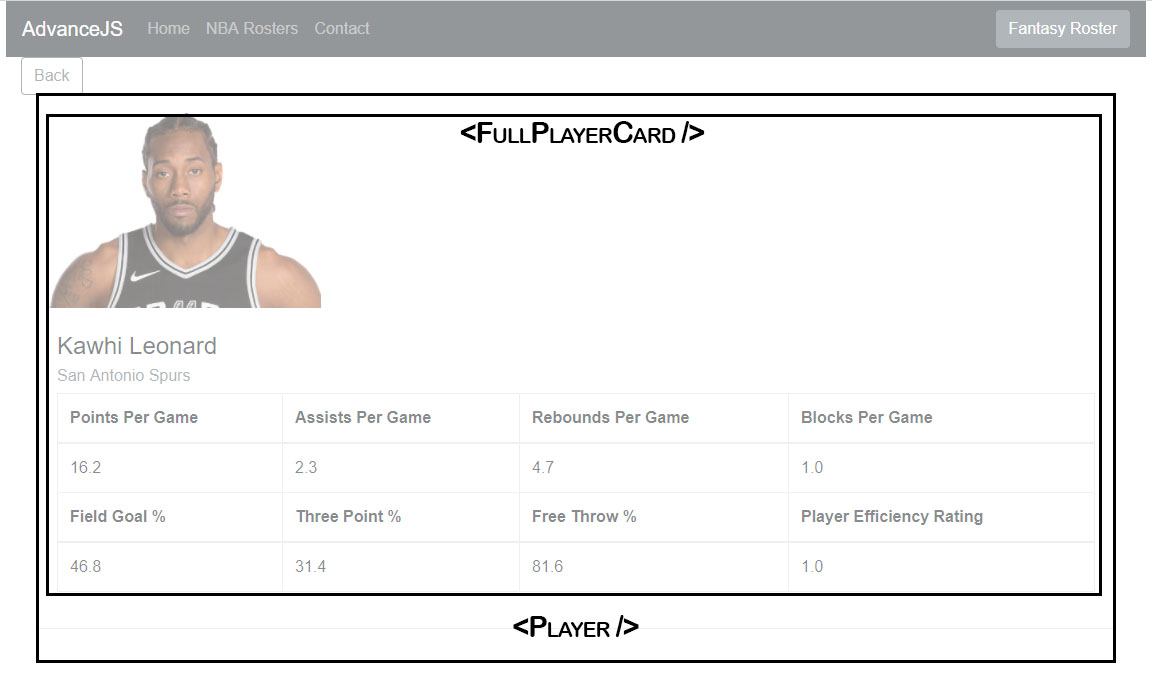 AdvanceJS Home NBA Rosters Contact Fantasy Roster
Back
<FullPlayerCard />
Kawhi Leonard
San Antonio Spurs
Points Per Game Assists Per Game Rebounds Per Game Blocks Per Game
16.2 2.3 4.7 1.0
Field Goal % Three Point % Free Throw % Player Efficiency Rating
46.8 31.4 81.6 1.0
<Player />